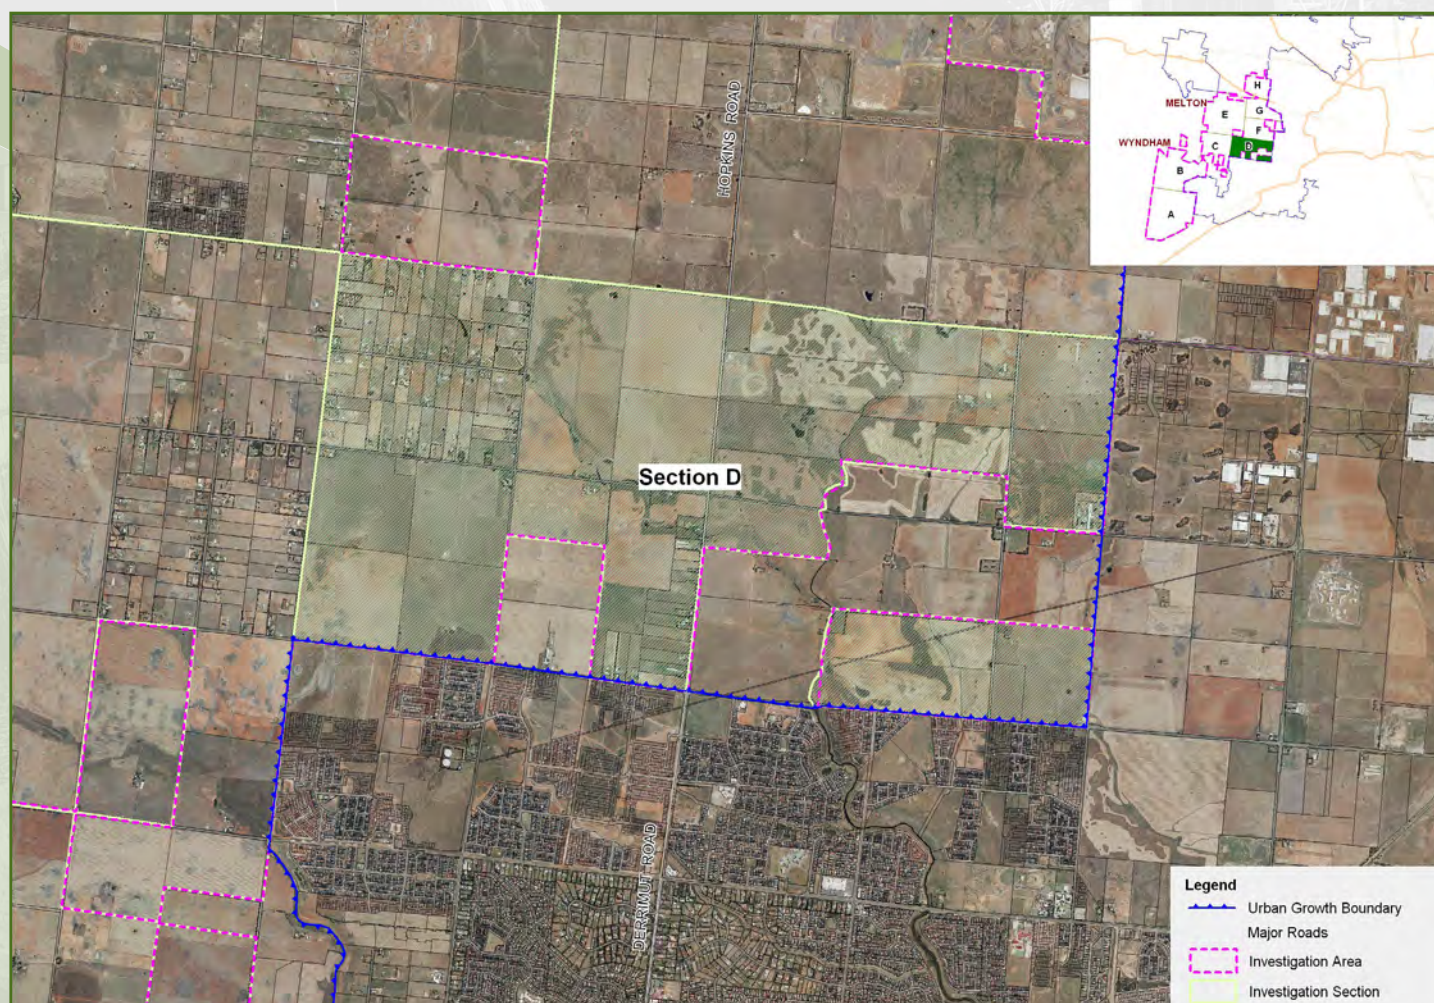 HOPKINS ROAD
MELTON
WYNDHAM
H
G
E
F
D
C
B
A
Section D
DERRIMUT ROAD
Legend
Urban Growth Boundary
Major Roads
Investigation Area
Investigation Section